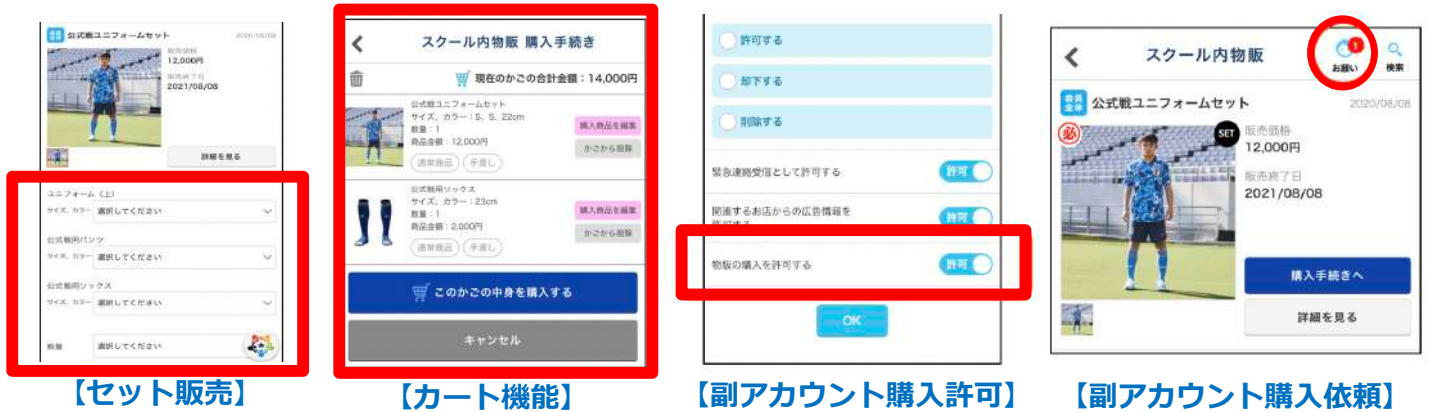 会員
全体
公式戦ユニフォームセット
2020/08/08
販売価格
12,000円
販売終了日
2021/08/08
詳細を見る
ユニフォーム（上）
サイズ、カラー 選択してください
公式戦用パンツ
サイズ、カラー 選択してください
公式戦用ソックス
サイズ、カラー 選択してください
数量 選択してください
【セット販売】
スクール内物販 購入手続き
現在のかごの合計金額：14,000円
公式戦ユニフォームセット
サイズ、カラー：S、S、22cm
数量：1
商品金額：12,000円
通常商品 手渡し
購入商品を編集
かごから削除
公式戦用ソックス
サイズ、カラー：23cm
数量：1
商品金額：2,000円
通常商品 手渡し
購入商品を編集
かごから削除
このかごの中身を購入する
キャンセル
【カート機能】
許可する
却下する
削除する
緊急連絡受信として許可する 許可
関連するお店からの広告情報を
許可する 許可
物販の購入を許可する 許可
OK
【副アカウント購入許可】
スクール内物販
1
お願い
検索
会員
全体
公式戦ユニフォームセット
2020/08/08
必
SET
販売価格
12,000円
販売終了日
2021/08/08
購入手続きへ
詳細を見る
【副アカウント購入依頼】